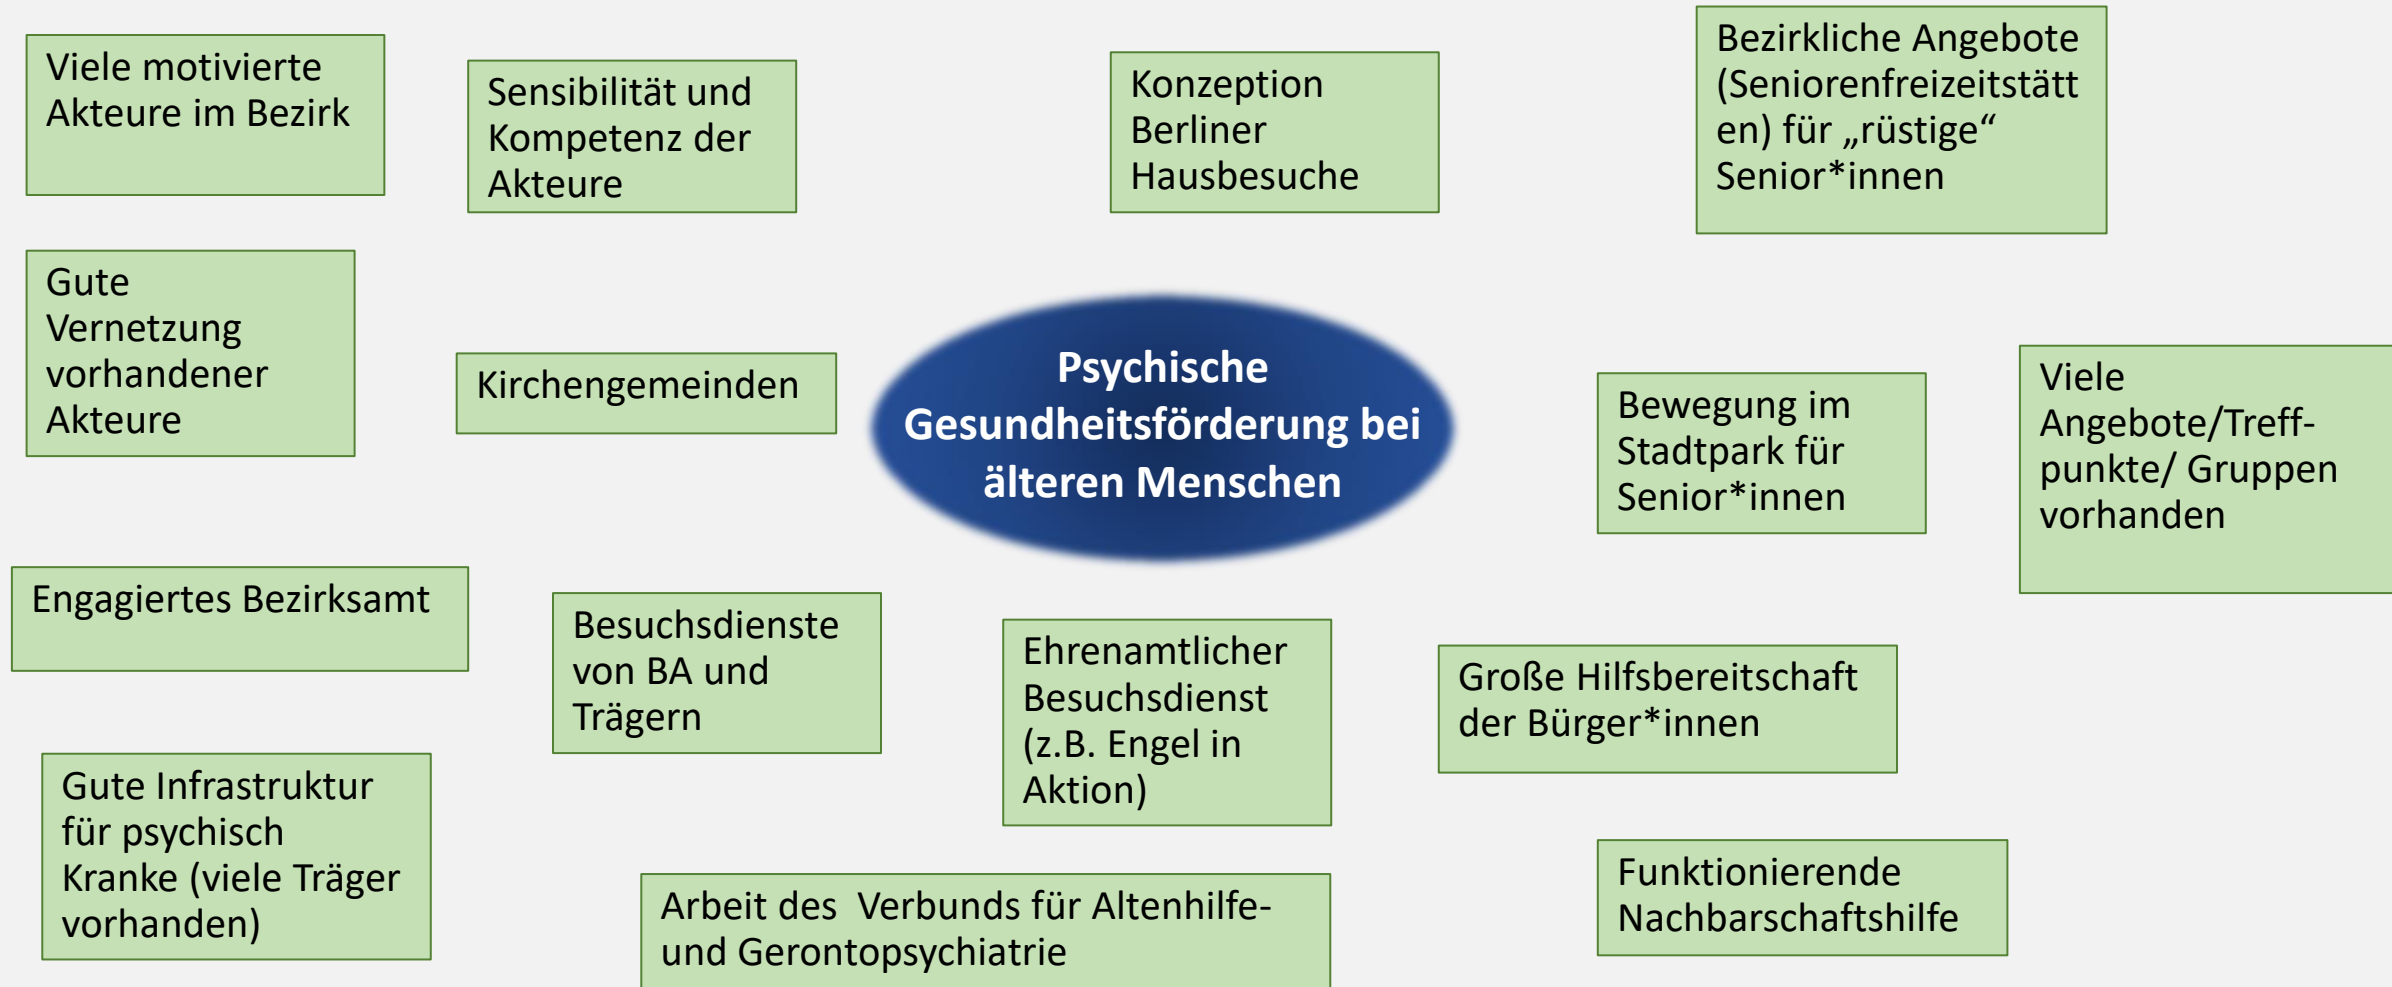 Viele motivierte
Akteure im Bezirk
Sensibilität und
Kompetenz der
Akteure
Konzeption
Berliner
Hausbesuche
Bezirkliche Angebote
(Seniorenfreizeitstätt
en) für „rüstige“
Senior*innen
Gute
Vernetzung
vorhandener
Akteure
Kirchengemeinden
Psychische
Gesundheitsförderung bei
älteren Menschen
Bewegung im
Stadtpark für
Senior*innen
Viele
Angebote/Treff-
punkte/ Gruppen
vorhanden
Engagiertes Bezirksamt
Besuchsdienste
von BA und
Trägern
Ehrenamtlicher
Besuchsdienst
(z.B. Engel in
Aktion)
Große Hilfsbereitschaft
der Bürger*innen
Gute Infrastruktur
für psychisch
Kranke (viele Träger
vorhanden)
Arbeit des  Verbunds für Altenhilfe-
und Gerontopsychiatrie
Funktionierende
Nachbarschaftshilfe